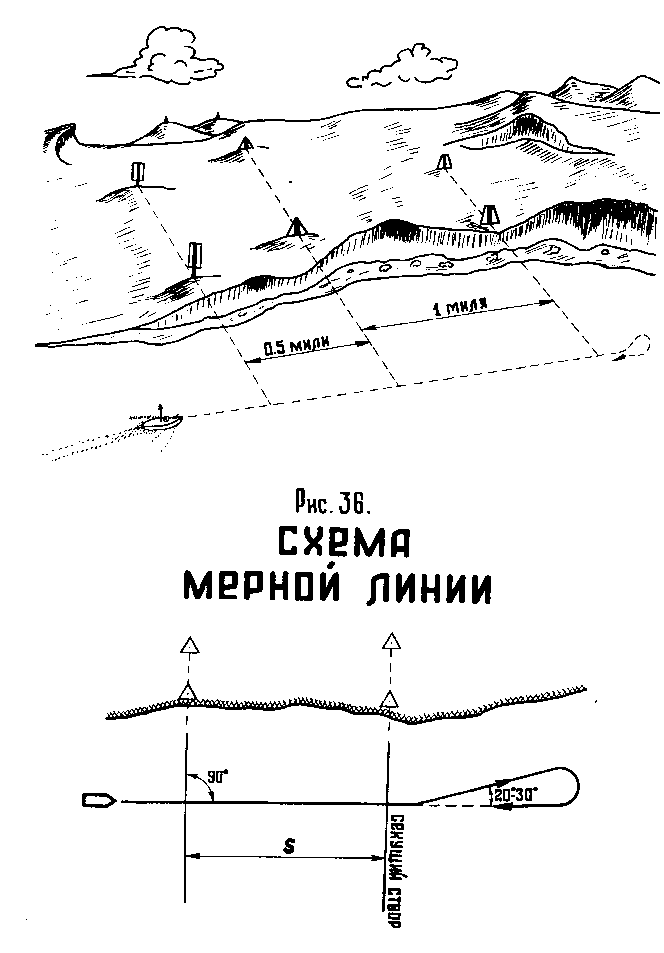 1 МИЛЯ
0.5 МИЛИ
Рис. 36.
СХЕМА
МЕРНОЙ ЛИНИИ
90°
20°-30°
S
СЕКУЩИЙ СТВОР